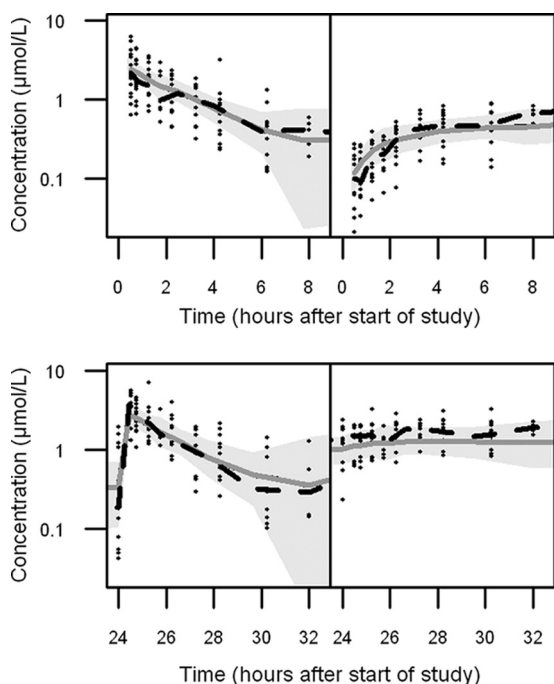 Concentration (µmol/L)
10
1
0.1
0 2 4 6 8 0 2 4 6 8
Time (hours after start of study)
Concentration (µmol/L)
10
1
0.1
24 26 28 30 32 24 26 28 30 32
Time (hours after start of study)